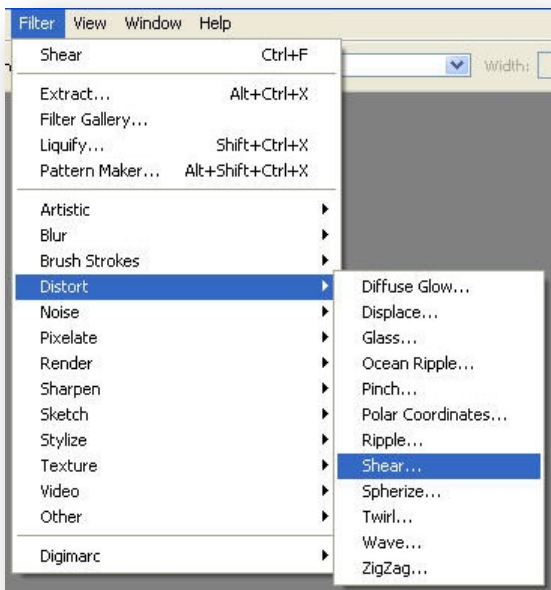 Filter View Window Help
Shear Ctrl+F
Width:
Extract... Alt+Ctrl+X
Filter Gallery...
Liquify... Shift+Ctrl+X
Pattern Maker... Alt+Shift+Ctrl+X
Artistic
Blur
Brush Strokes
Distort
Noise
Pixelate
Render
Sharpen
Sketch
Stylize
Texture
Video
Other
Digimarc
Diffuse Glow...
Displace...
Glass...
Ocean Ripple...
Pinch...
Polar Coordinates...
Ripple...
Shear...
Spherize...
Twirl...
Wave...
ZigZag...